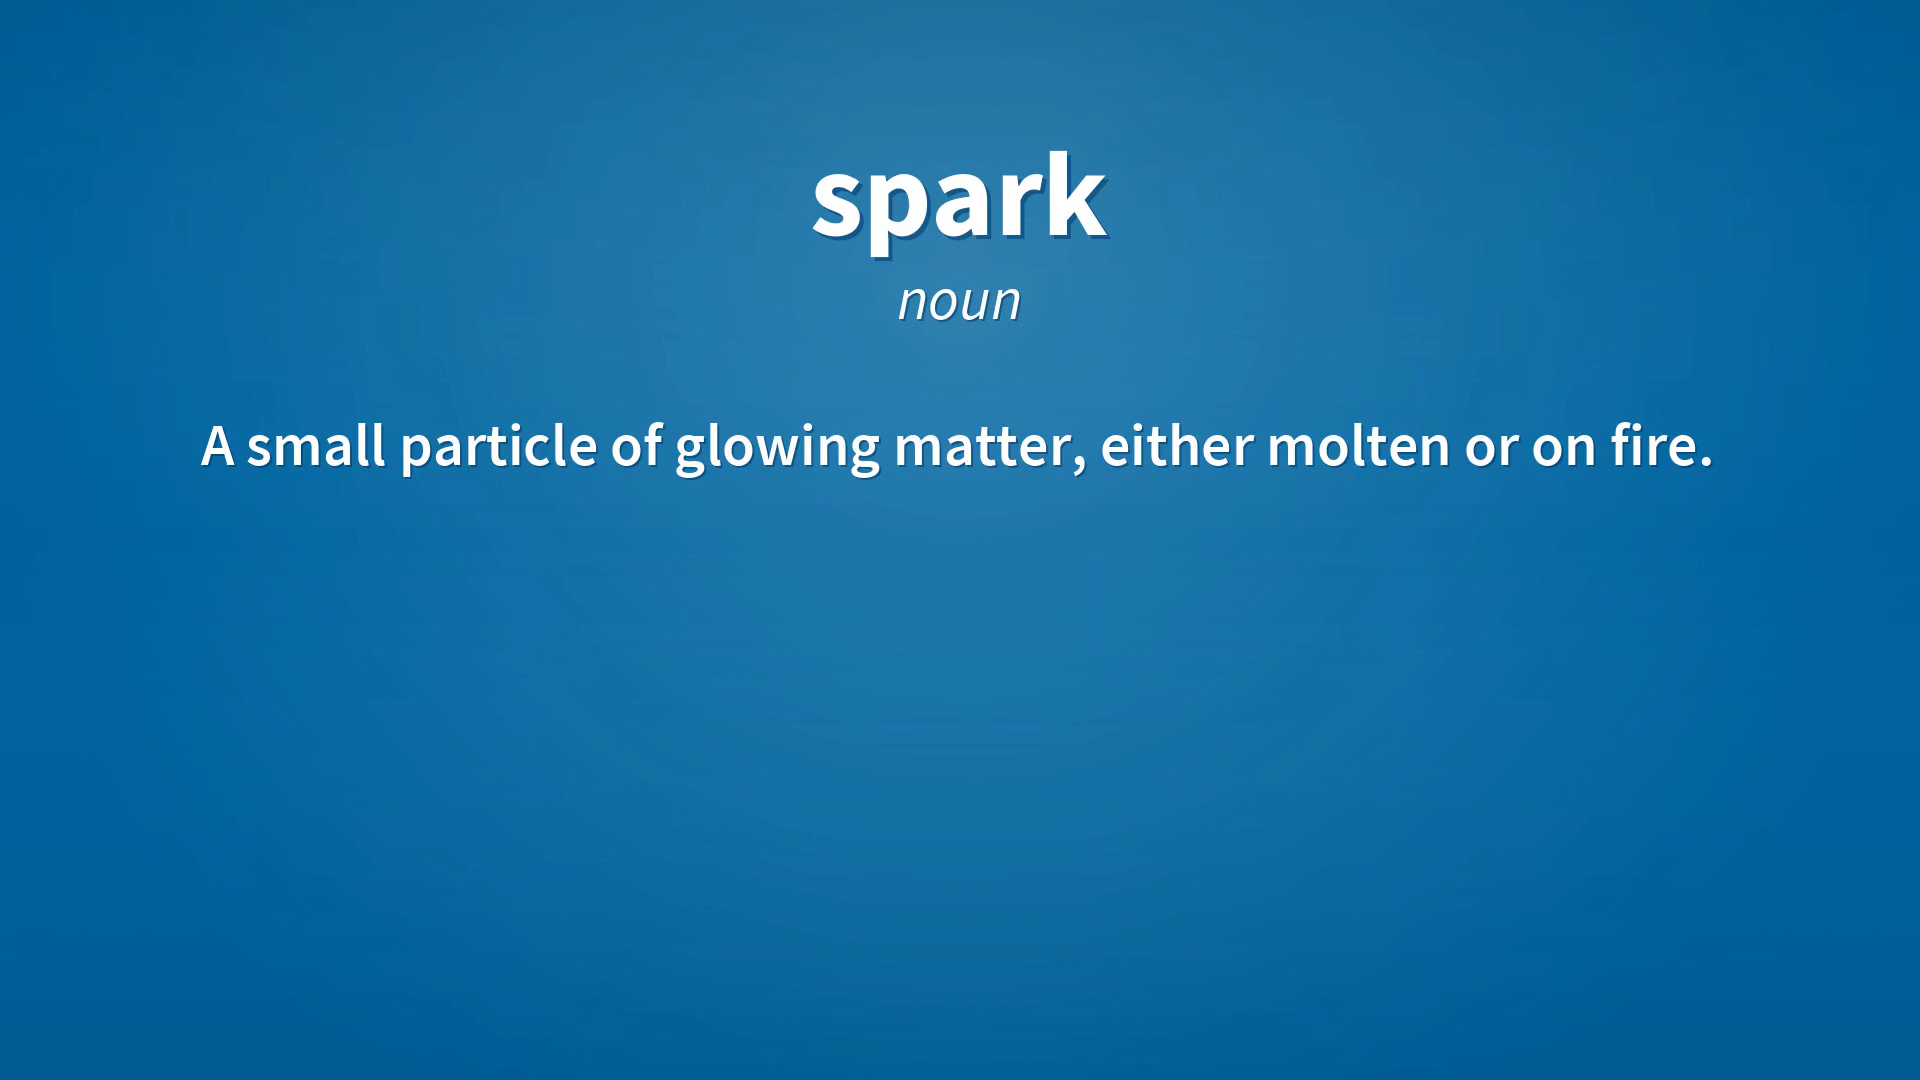 spark
noun
A small particle of glowing matter, either molten or on fire.